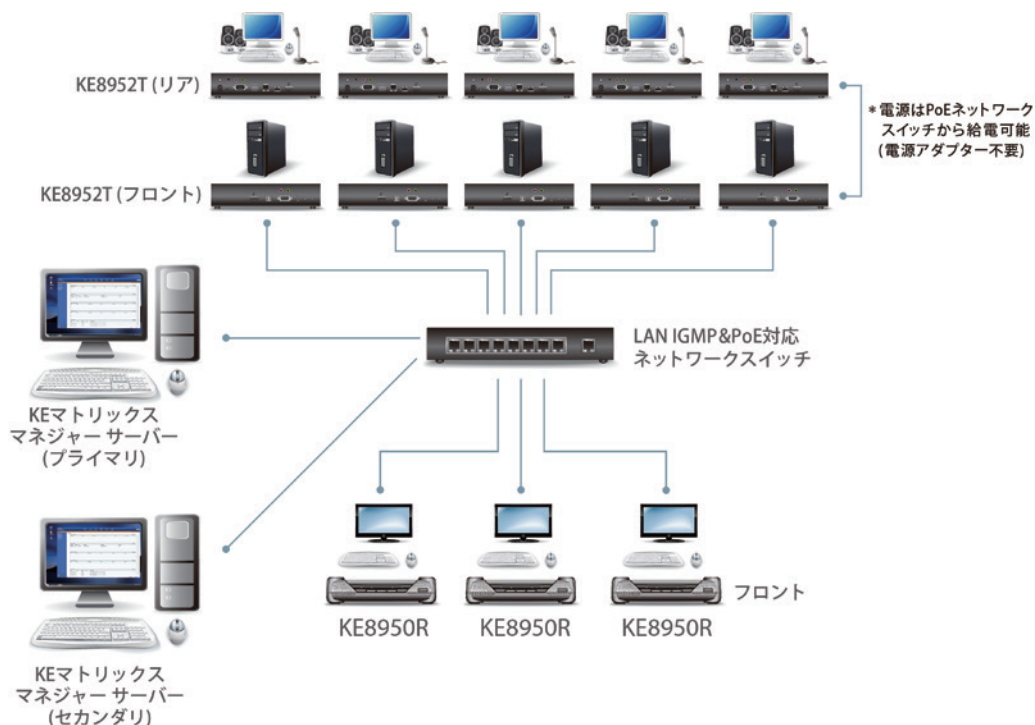 KE8952T (リア)
*電源はPoEネットワーク
スイッチから給電可能
(電源アダプター不要)
KE8952T (フロント)
LAN IGMP&PoE対応
ネットワークスイッチ
KEマトリックス
マネジャー サーバー
(プライマリ)
フロント
KE8950R
KE8950R
KE8950R
KEマトリックス
マネジャー サーバー
(セカンダリ)